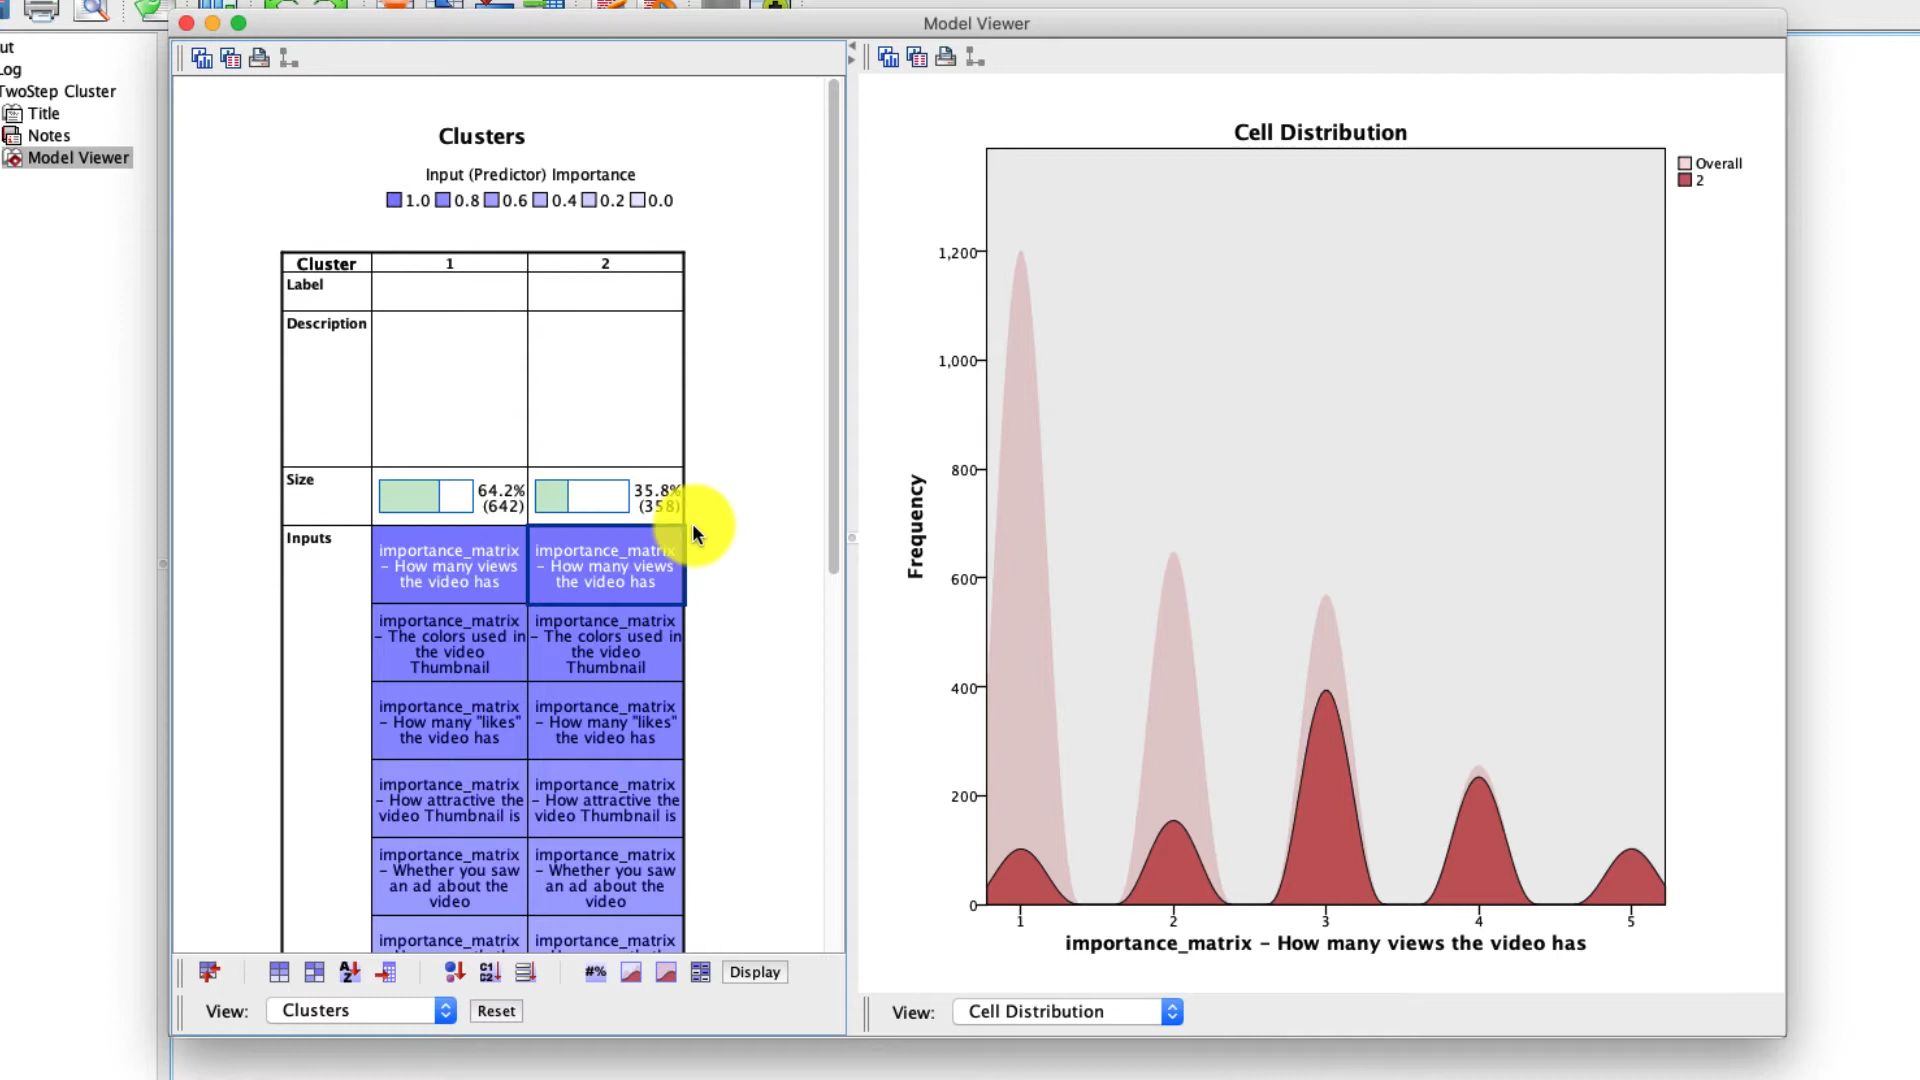 Model Viewer
ut
Log
TwoStep Cluster
Title
Notes
Model Viewer
Clusters
Input (Predictor) Importance
1.0 0.8 0.6 0.4 0.2 0.0
Cluster 1 2
Label
Description
Size
64.2%
(642)
35.8%
(358)
Inputs
importance_matrix
– How many views
the video has
importance_matrix
– How many views
the video has
importance_matrix
– The colors used in
the video
Thumbnail
importance_matrix
– The colors used in
the video
Thumbnail
importance_matrix
– How many "likes"
the video has
importance_matrix
– How many "likes"
the video has
importance_matrix
– How attractive the
video Thumbnail is
importance_matrix
– How attractive the
video Thumbnail is
importance_matrix
– Whether you saw
an ad about the
video
importance_matrix
– Whether you saw
an ad about the
video
importance_matrix
importance_matrix
Display
View: Clusters Reset
Cell Distribution
Overall
2
1,200
1,000
800
600
400
200
0
Frequency
1 2 3 4 5
importance_matrix – How many views the video has
View: Cell Distribution